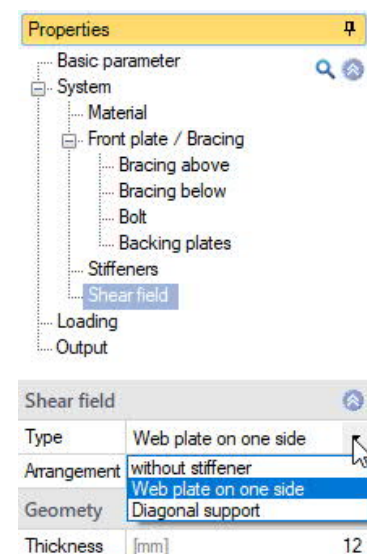 Properties
Basic parameter
System
Material
Front plate / Bracing
Bracing above
Bracing below
Bolt
Backing plates
Stiffeners
Shear field
Loading
Output
Shear field
Type Web plate on one side
Arrangement without stiffener
Web plate on one side
Geomety Diagonal support
Thickness [mm] 12